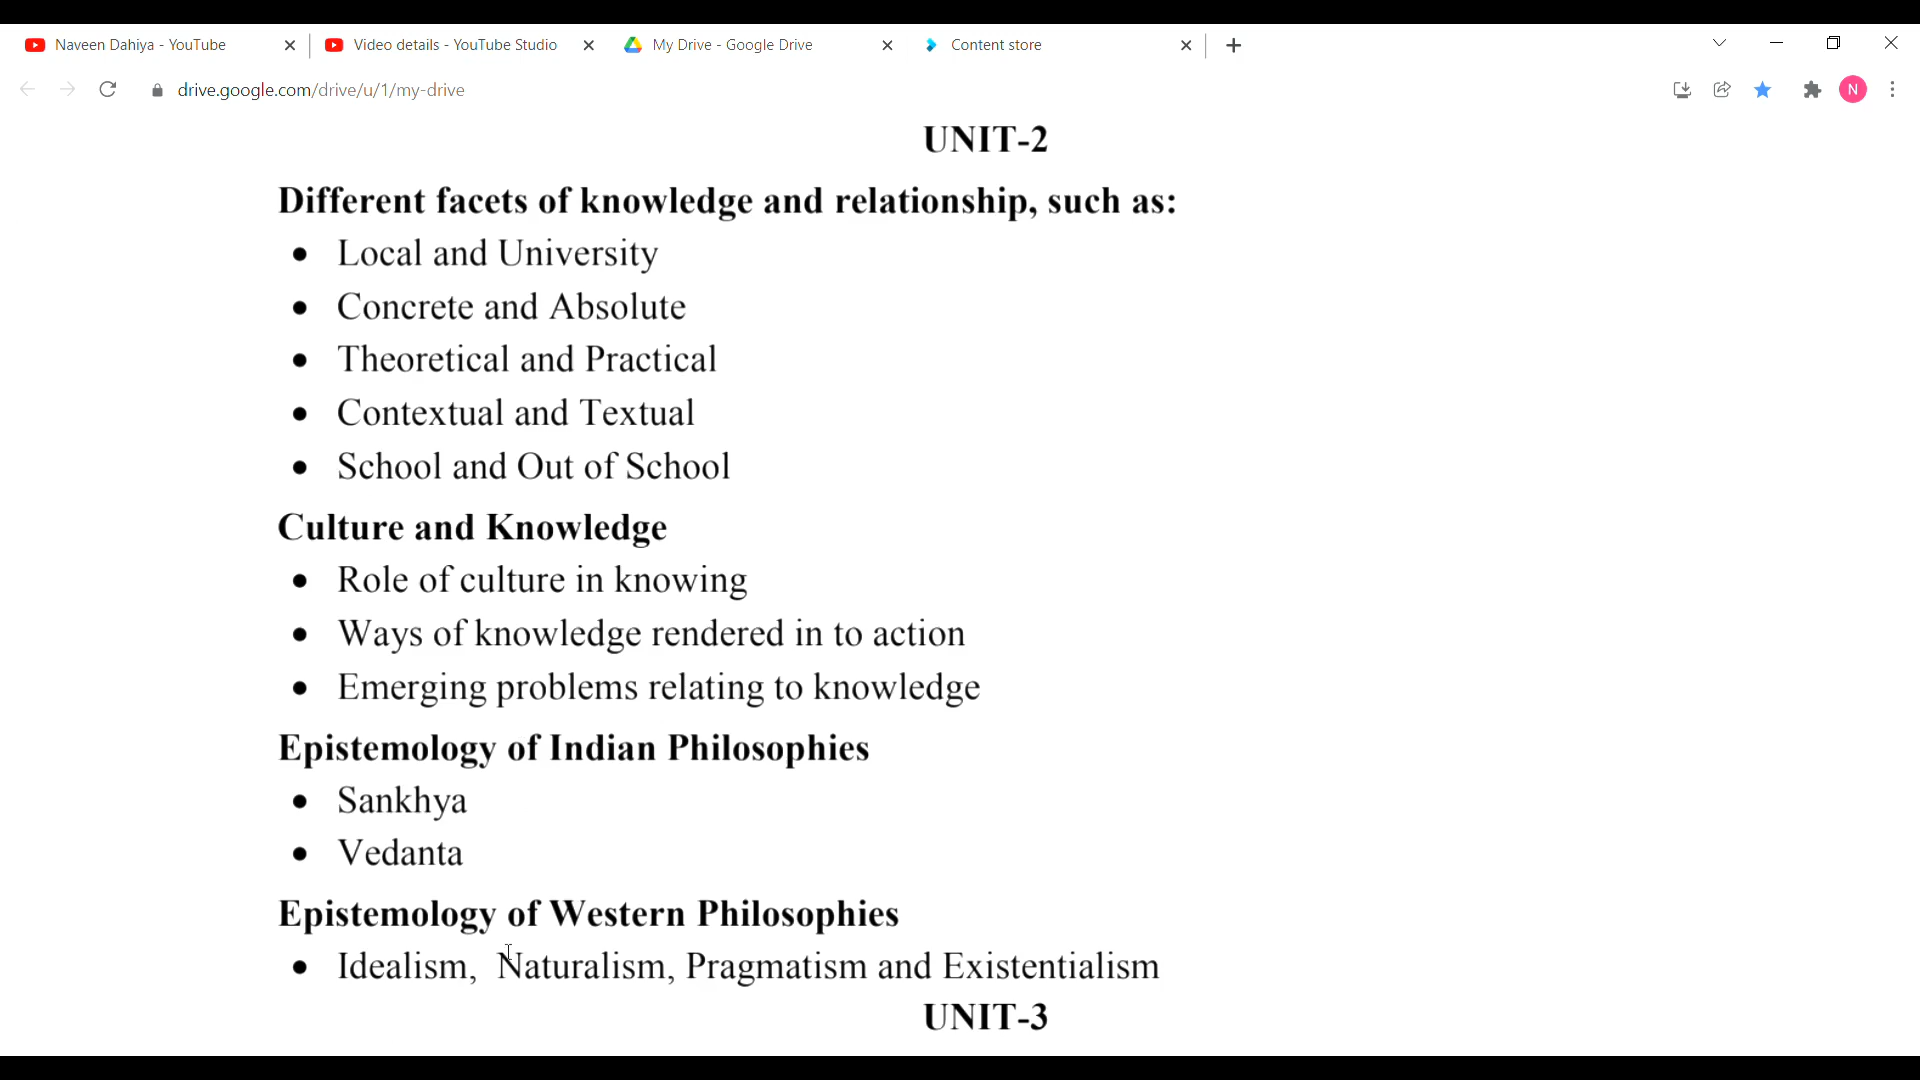 Naveen Dahiya - YouTube
Video details - YouTube Studio
My Drive - Google Drive
Content store
drive.google.com/drive/u/1/my-drive
N
UNIT-2
Different facets of knowledge and relationship, such as:
• Local and University
• Concrete and Absolute
• Theoretical and Practical
• Contextual and Textual
• School and Out of School
Culture and Knowledge
• Role of culture in knowing
• Ways of knowledge rendered in to action
• Emerging problems relating to knowledge
Epistemology of Indian Philosophies
• Sankhya
• Vedanta
Epistemology of Western Philosophies
• Idealism, Naturalism, Pragmatism and Existentialism
UNIT-3